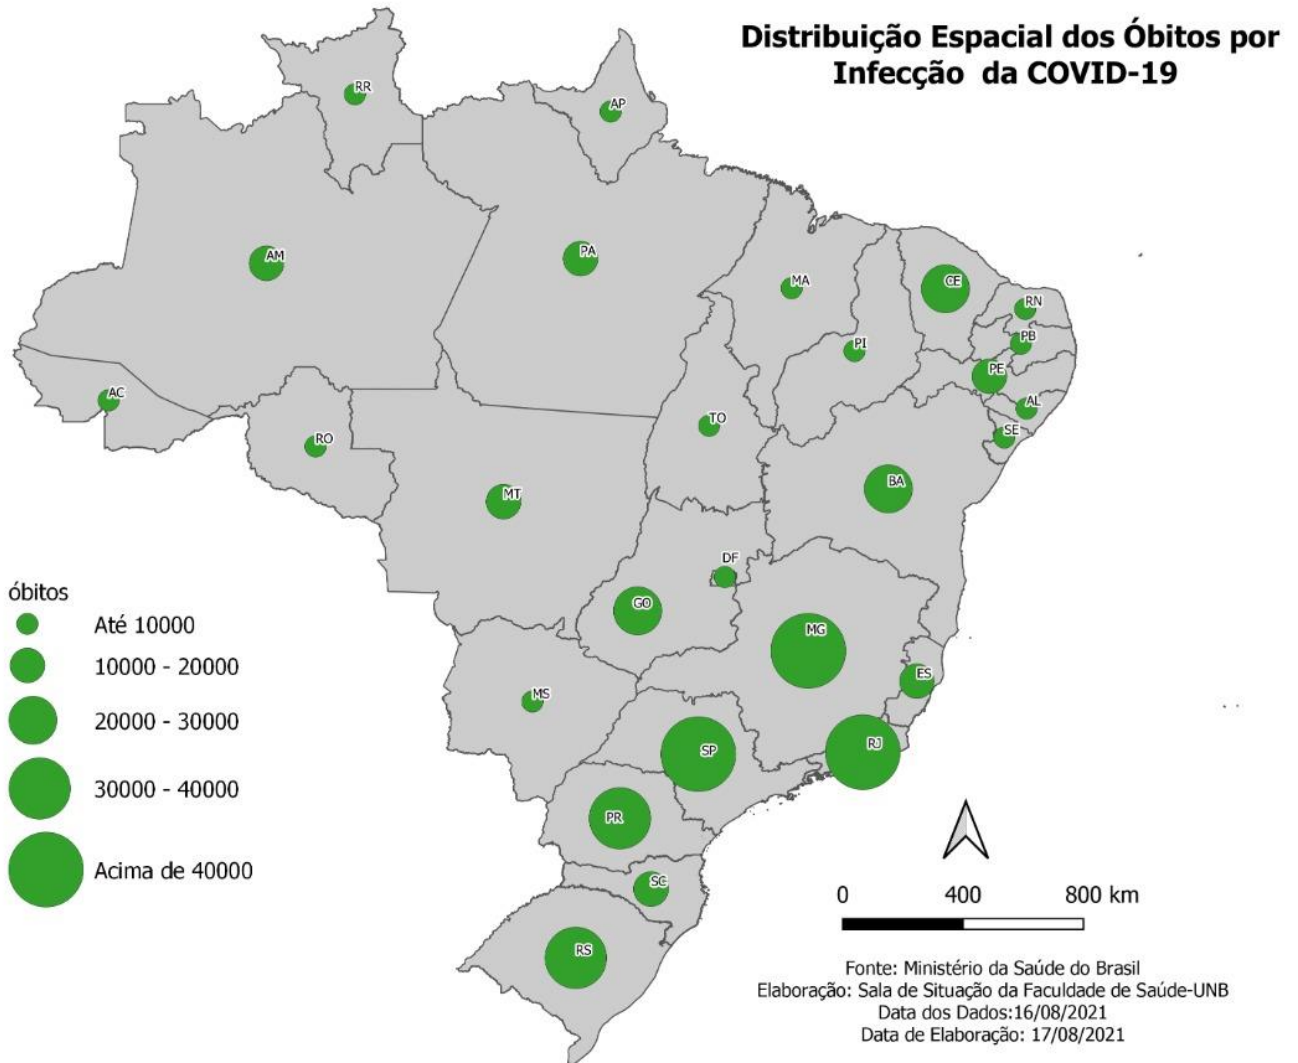 Distribuição Espacial dos Óbitos por
Infecção da COVID-19
RR
AP
AM
PA
MA
CE
RN
PB
PI
PE
AC
AL
TO
SE
RO
BA
MT
DF
GO
MG
ES
MS
RJ
SP
PR
SC
RS
óbitos
Até 10000
10000 - 20000
20000 - 30000
30000 - 40000
Acima de 40000
0 400 800 km
Fonte: Ministério da Saúde do Brasil
Elaboração: Sala de Situação da Faculdade de Saúde-UNB
Data dos Dados:16/08/2021
Data de Elaboração: 17/08/2021